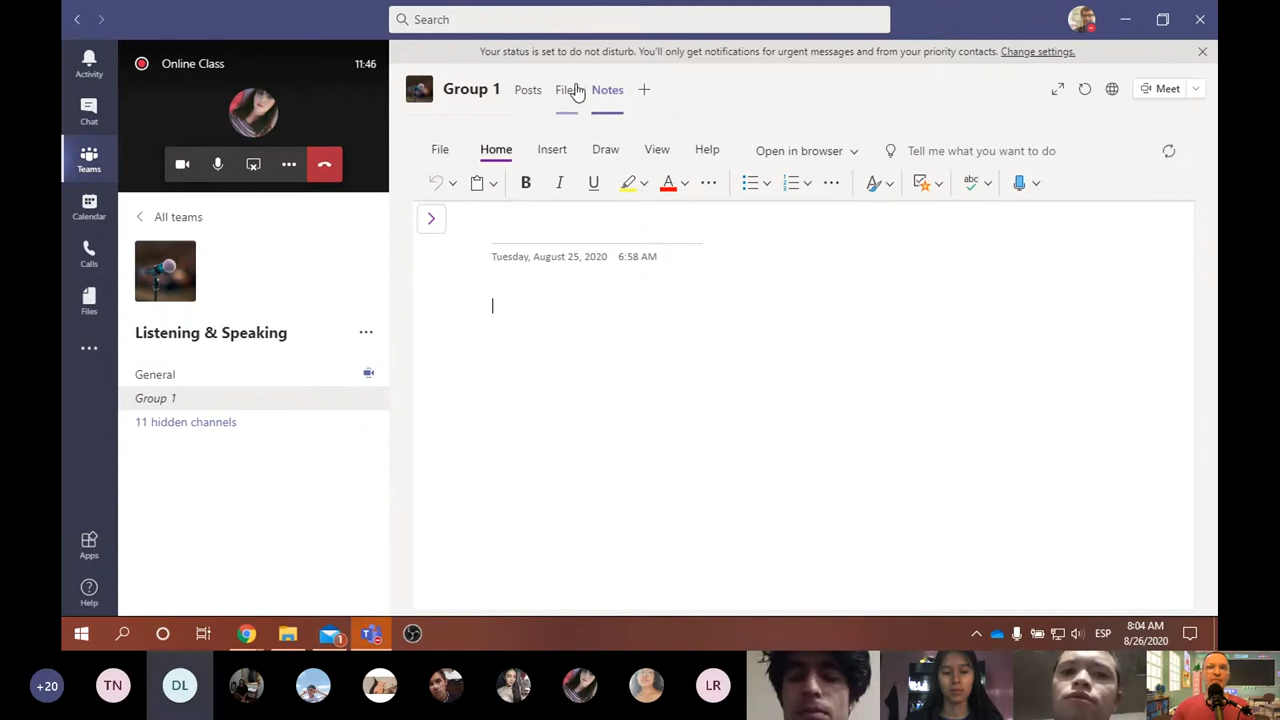 Search
Your status is set to do not disturb. You'll only get notifications for urgent messages and from your priority contacts. Change settings.
Activity
Chat
Teams
Calendar
Calls
Files
Apps
Help
Online Class
11:46
All teams
Listening & Speaking
General
Group 1
11 hidden channels
Group 1
Posts
Notes
Meet
File
Home
Insert
Draw
View
Help
Open in browser
Tell me what you want to do
B
I
U
A
abc
Tuesday, August 25, 2020
6:58 AM
1
ESP
8:04 AM
8/26/2020
+20
TN
DL
LR